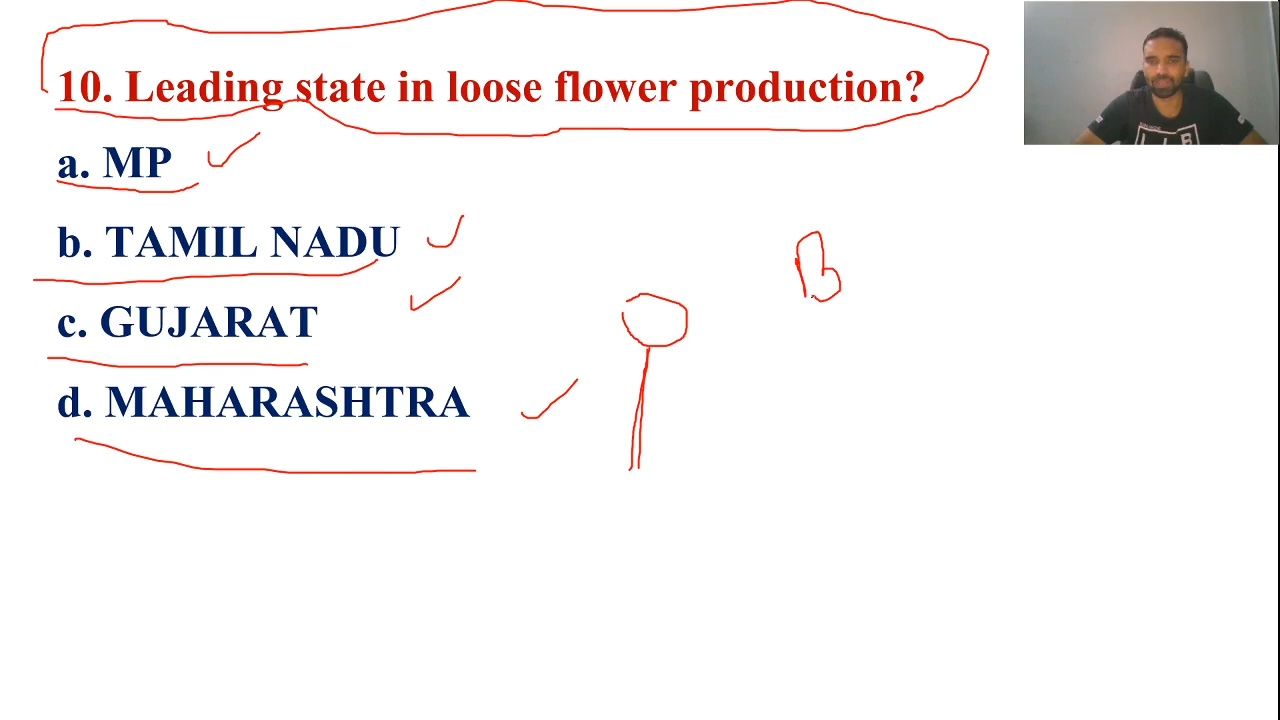 10. Leading state in loose flower production?
a. MP
b. TAMIL NADU
B
c. GUJARAT
d. MAHARASHTRA